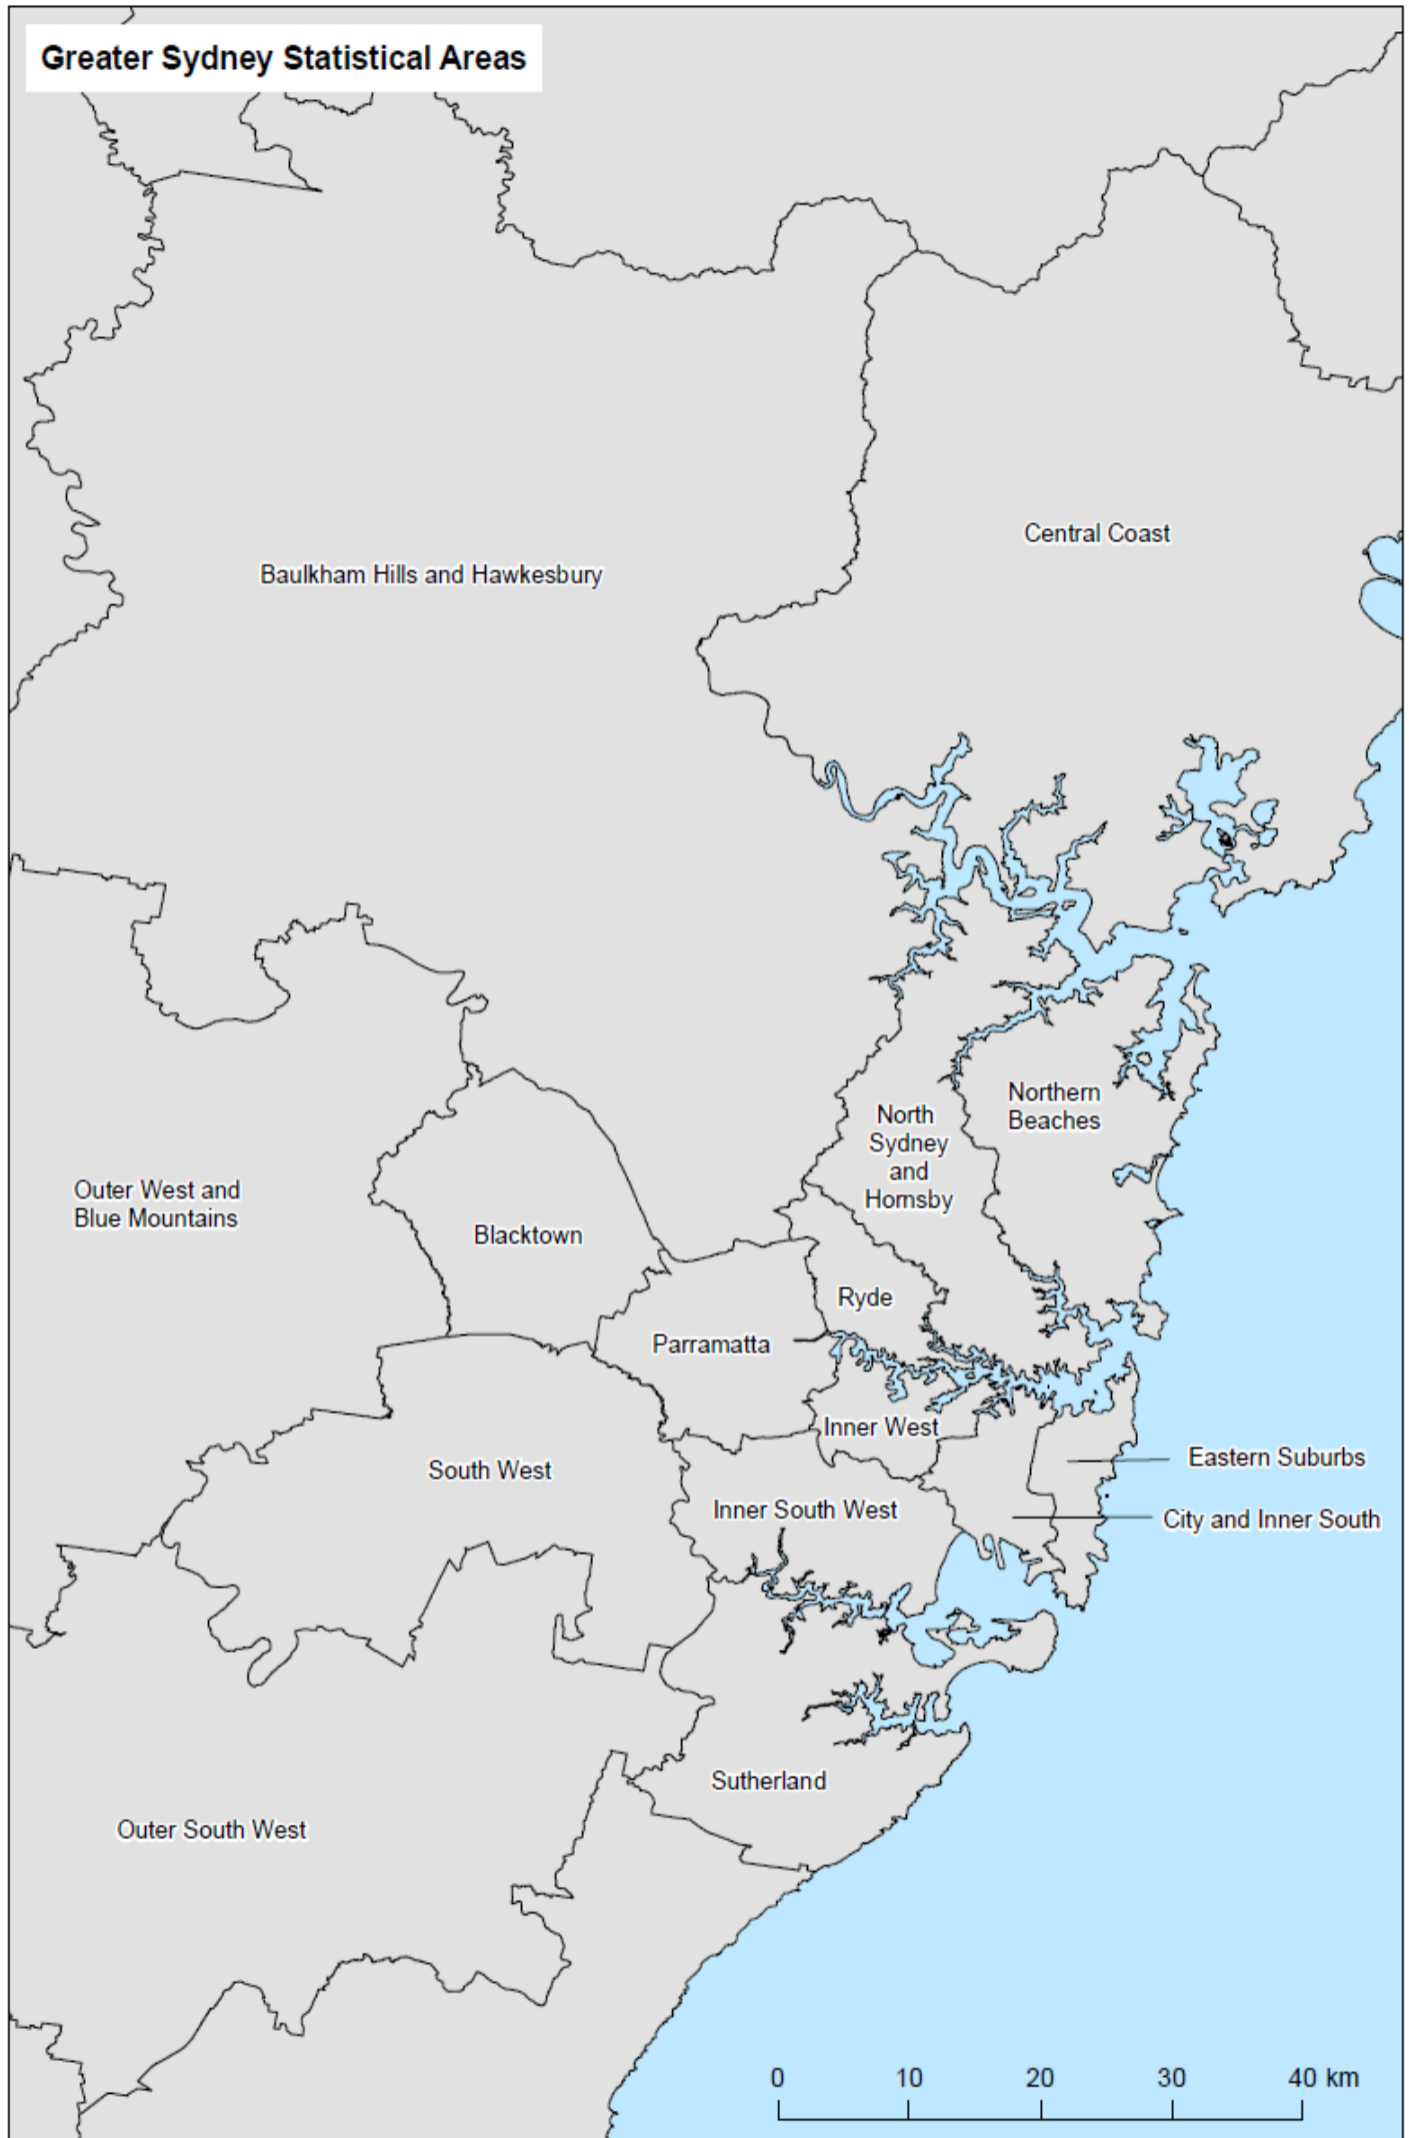 Greater Sydney Statistical Areas
Central Coast
Baulkham Hills and Hawkesbury
Northern
Beaches
North
Sydney
and
Hornsby
Outer West and
Blue Mountains
Blacktown
Ryde
Parramatta
Inner West
Eastern Suburbs
South West
Inner South West
City and Inner South
Sutherland
Outer South West
0 10 20 30 40 km